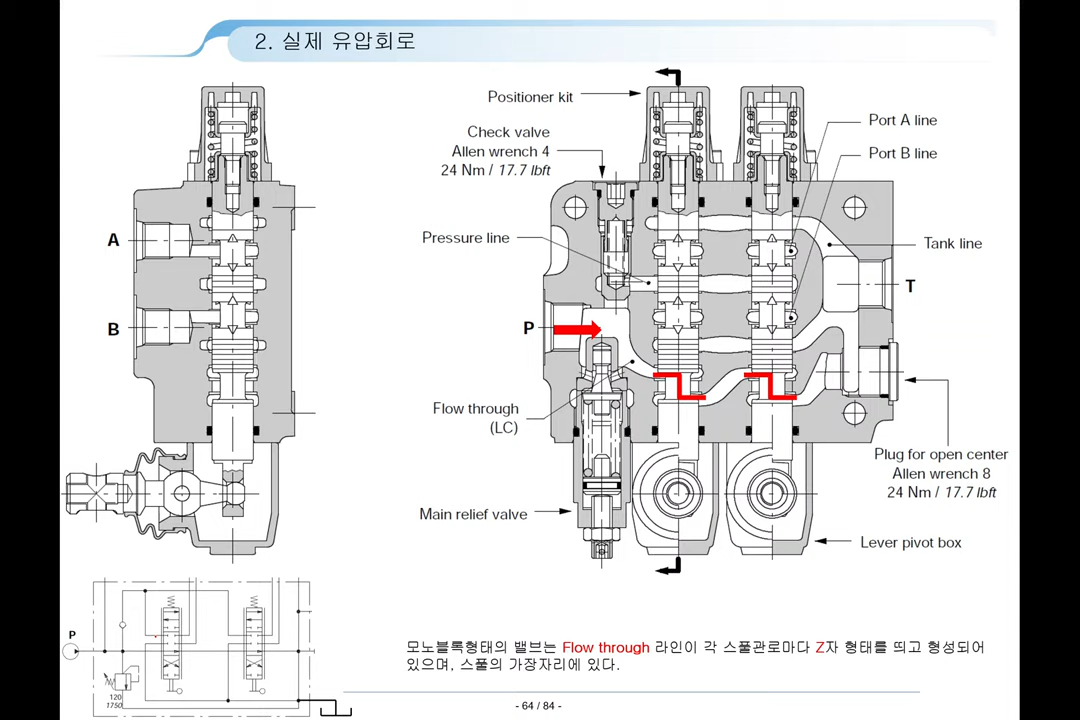 2. 실제 유압회로
Positioner kit
Check valve
Allen wrench 4
24 Nm / 17.7 lbft
Port A line
Port B line
Pressure line
Tank line
A
B
P
T
Flow through
(LC)
Plug for open center
Allen wrench 8
24 Nm / 17.7 lbft
Main relief valve
Lever pivot box
P
120
1750
모노블록형태의 밸브는 Flow through 라인이 각 스풀관로마다 Z자 형태를 띄고 형성되어
있으며, 스풀의 가장자리에 있다.
- 64 / 84 -